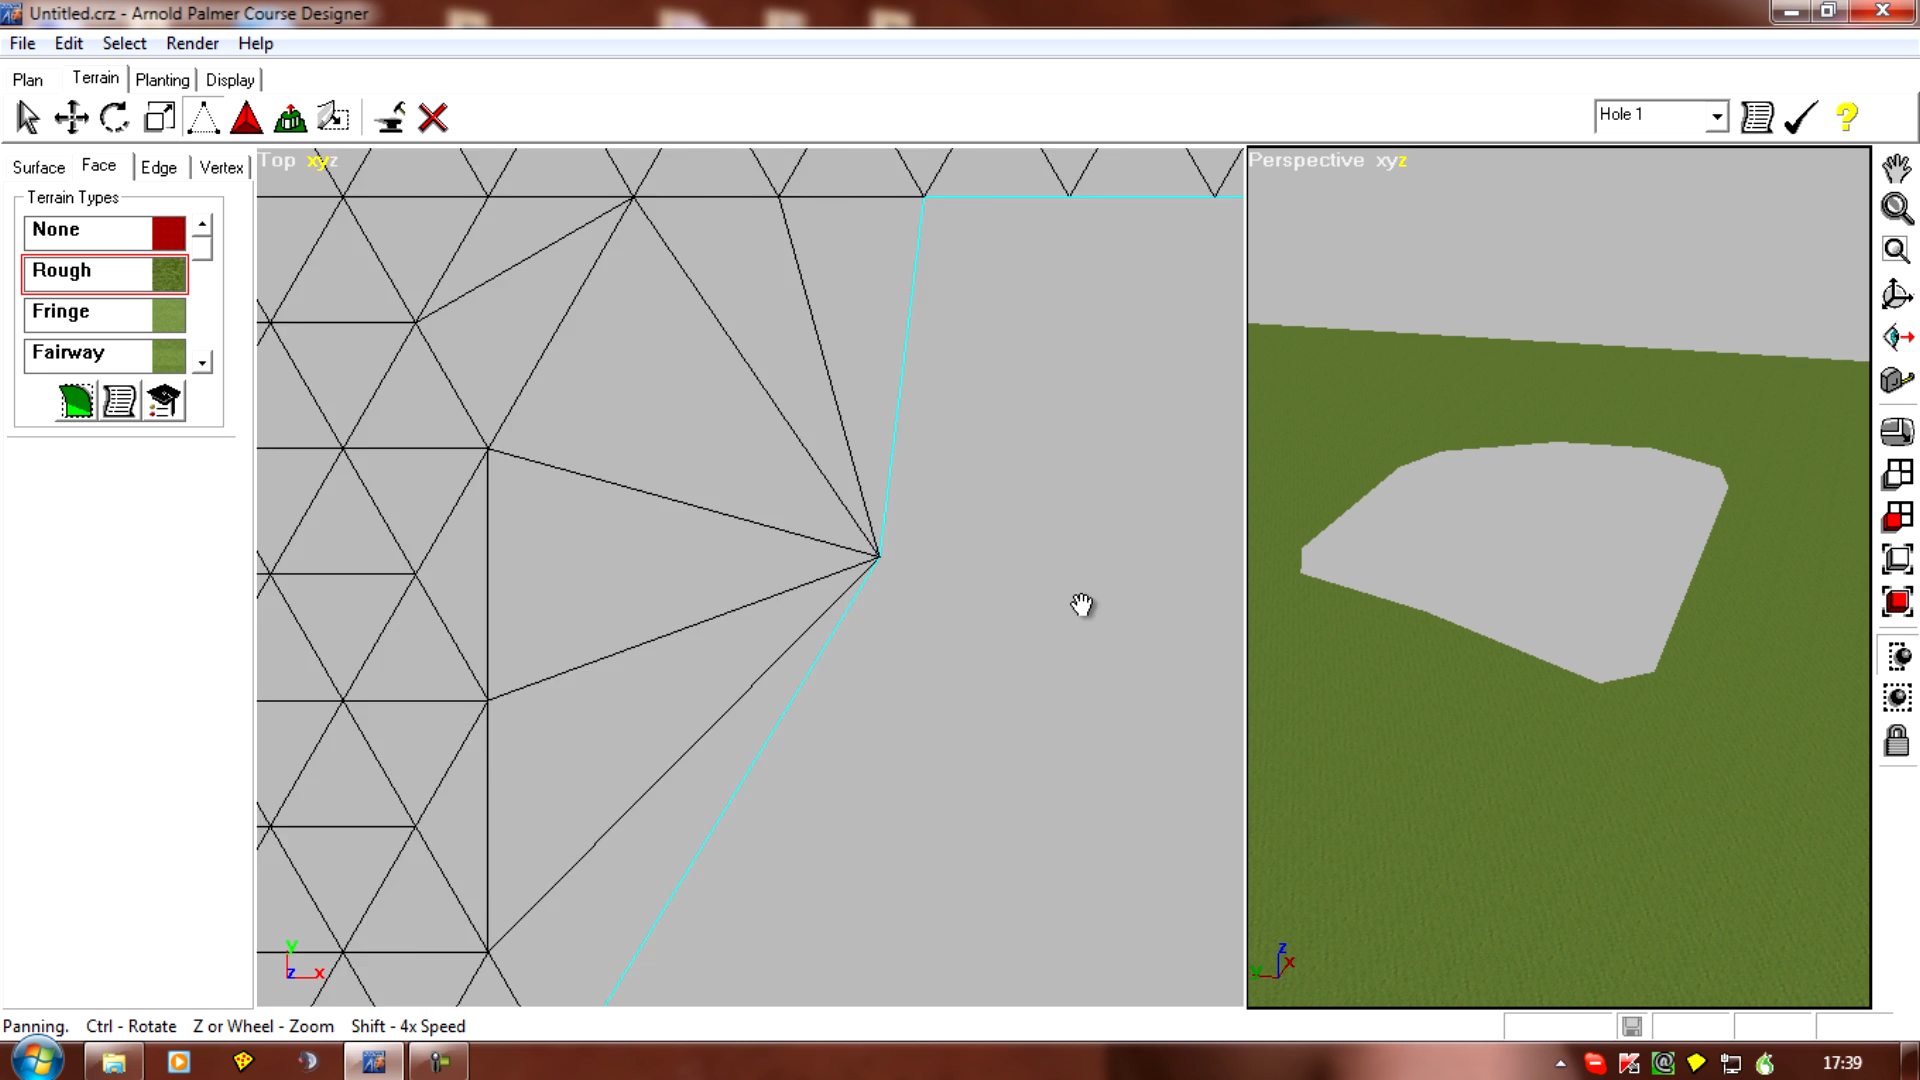 Untitled.crz - Arnold Palmer Course Designer
File Edit Select Render Help
Plan Terrain Planting Display
Hole 1
Surface Face Edge Vertex
Terrain Types
None
Rough
Fringe
Fairway
Top xyz
Perspective xyz
y
z x
z
y x
Panning. Ctrl - Rotate Z or Wheel - Zoom Shift - 4x Speed
17:39